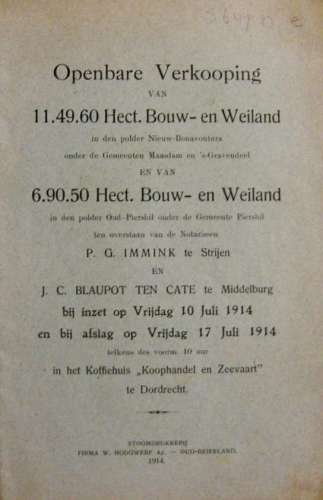 Openbare Verkooping
VAN
11.49.60 Hect. Bouw- en Weiland
in den polder Nieuw-Bonaventura
onder de Gemeenten Maasdam en 's-Gravendeel
EN VAN
6.90.50 Hect. Bouw- en Weiland
in den polder Oud-Piershil onder de Gemeente Piershil
ten overstaan van de Notarissen
P. G. IMMINK te Strijen
EN
J. C. BLAUPOT TEN CATE te Middelburg
bij inzet op Vrijdag 10 Juli 1914
en bij afslag op Vrijdag 17 Juli 1914
telkens des voorm. 10 uur
in het Koffiehuis „Koophandel en Zeevaart"
te Dordrecht.
STOOMDRUKKERIJ
FIRMA W. HOOGWERF Az. — OUD-BEIERLAND.
1914.